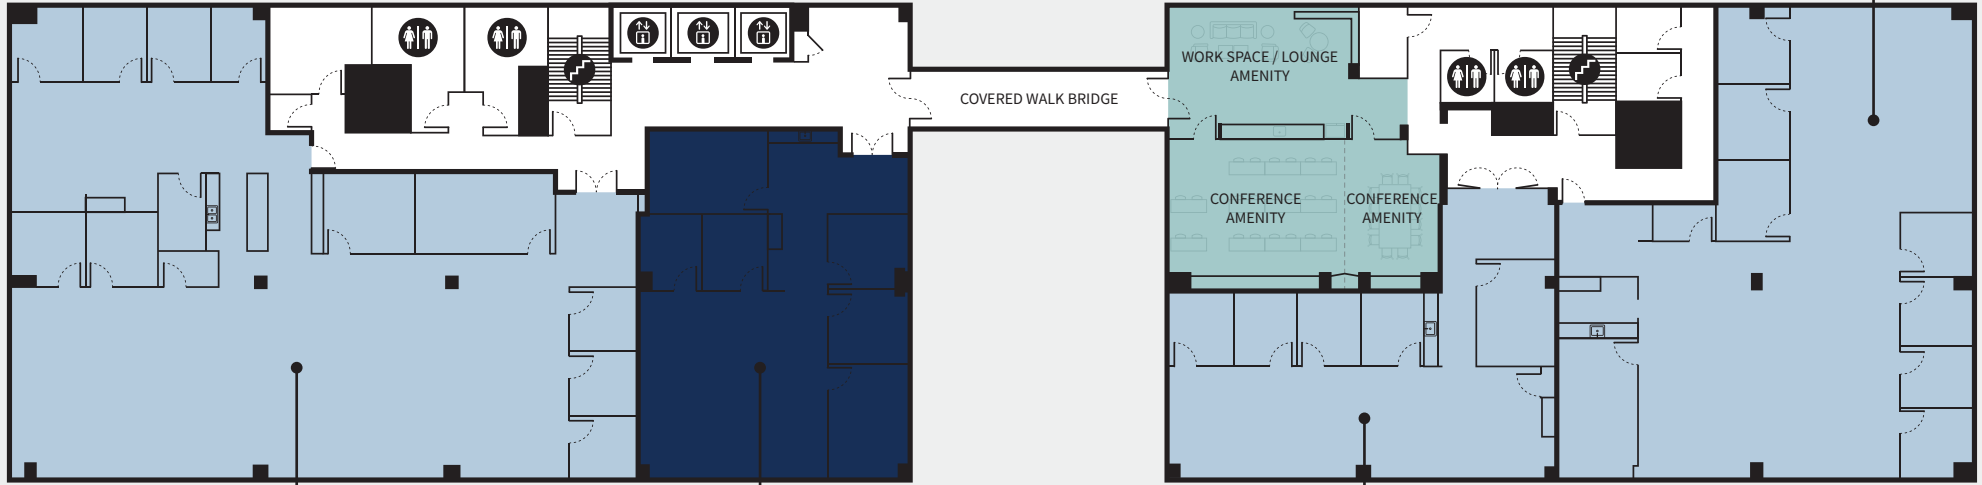 WORK SPACE / LOUNGE
AMENITY
COVERED WALK BRIDGE
CONFERENCE
AMENITY
CONFERENCE
AMENITY